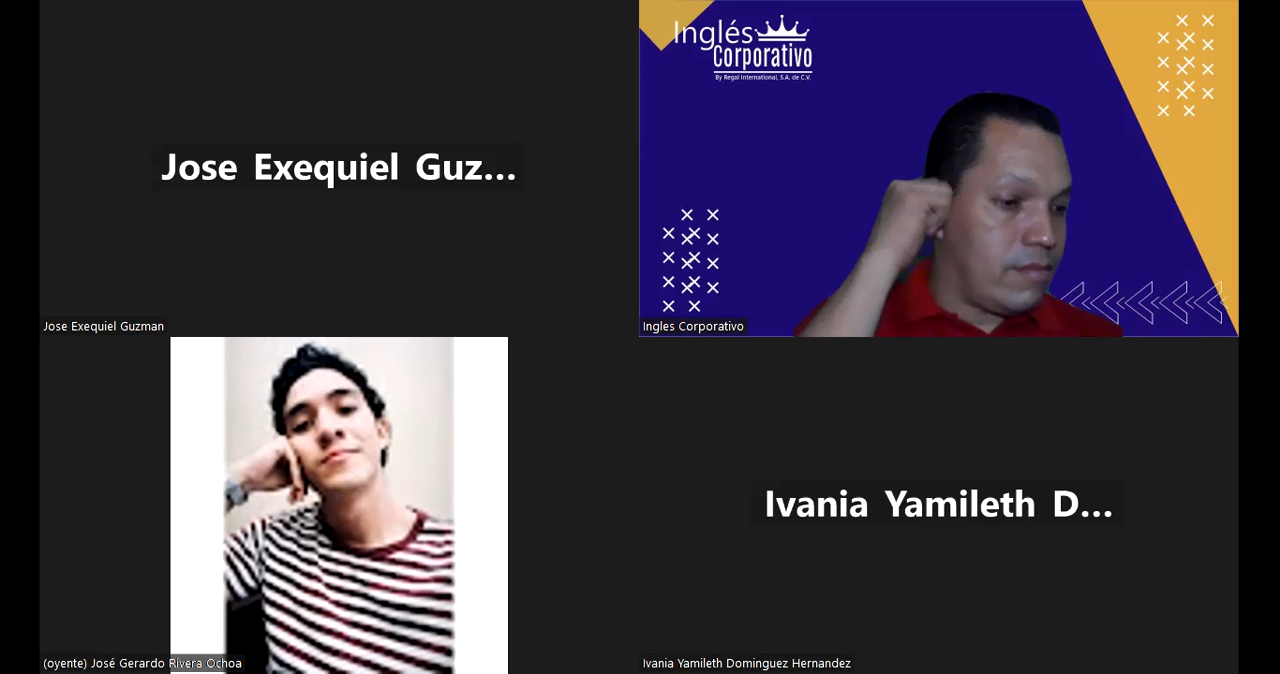 Jose Exequiel Guz...
Jose Exequiel Guzman
Inglés
Corporativo
By Regal International, S.A. de C.V.
Ingles Corporativo
(oyente) José Gerardo Rivera Ochoa
Ivania Yamileth D...
Ivania Yamileth Dominguez Hernandez